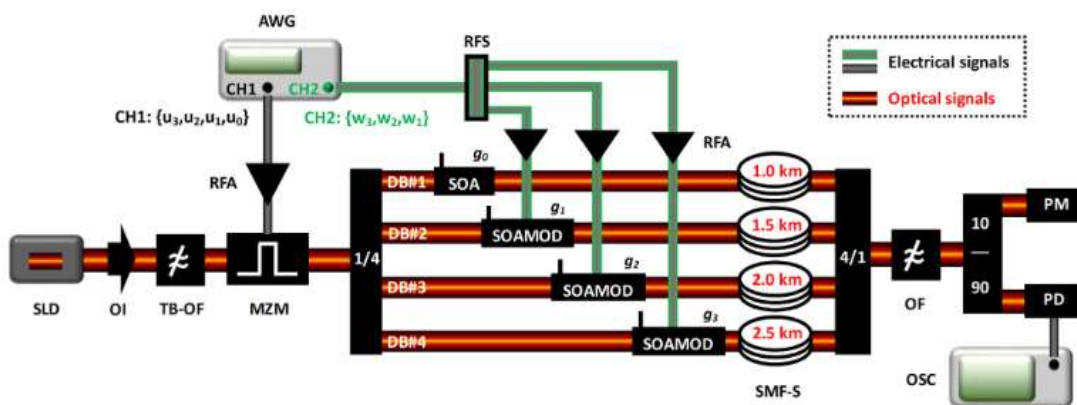 AWG
RFS
CH1 CH2
Electrical signals
Optical signals
CH1: {u₃,u₂,u₁,u₀}
CH2: {w₃,w₂,w₁}
RFA
RFA
g₀
DB#1
SOA
1.0 km
g₁
DB#2
SOAMOD
1.5 km
1/4
4/1
g₂
DB#3
SOAMOD
2.0 km
g₃
DB#4
SOAMOD
2.5 km
10
90
PM
PD
SLD
OI
TB-OF
MZM
OF
SMF-S
OSC